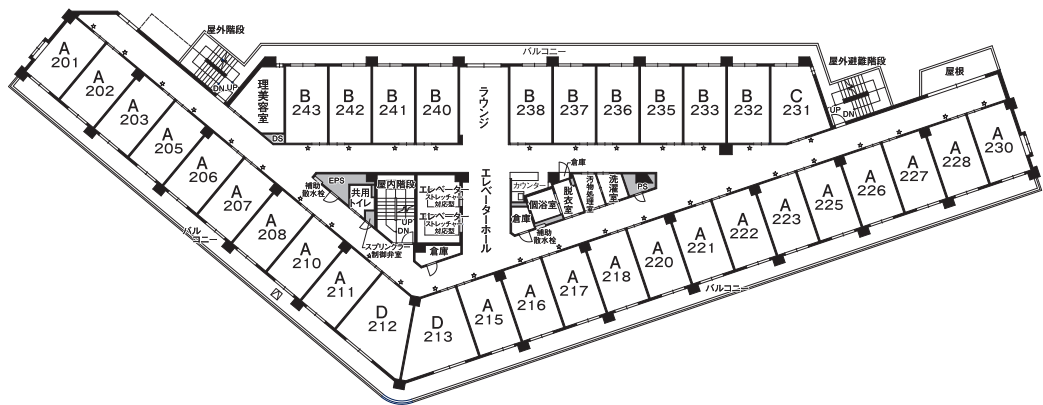 屋外階段
DN
UP
バルコニー
屋外避難階段
UP
DN
屋根
A
201
A
202
A
203
A
205
A
206
A
207
A
208
A
210
A
211
D
212
理美容室
DS
B
243
B
242
B
241
B
240
ラウンジ
B
238
B
237
B
236
B
235
B
233
B
232
C
231
EPS
補助
散水栓
共用
トイレ
屋内階段
UP
DN
エレベーター
ストレッチャー
対応型
エレベーター
ストレッチャー
対応型
スプリンクラー
制御弁室
倉庫
エレベーターホール
カウンター
倉庫
個浴室
脱衣室
倉庫
汚物処理室
洗濯室
PS
補助
散水栓
D
213
A
215
A
216
A
217
A
218
A
220
A
221
A
222
A
223
A
225
A
226
A
227
A
228
A
230
バルコニー
バルコニー